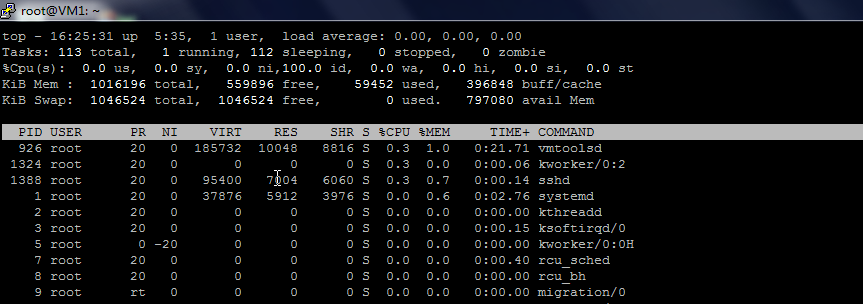 root@VM1: ~
top - 16:25:31 up  5:35,  1 user,  load average: 0.00, 0.00, 0.00
Tasks: 113 total,   1 running, 112 sleeping,   0 stopped,   0 zombie
%Cpu(s):  0.0 us,  0.0 sy,  0.0 ni,100.0 id,  0.0 wa,  0.0 hi,  0.0 si,  0.0 st
KiB Mem :  1016196 total,   559896 free,    59452 used,   396848 buff/cache
KiB Swap:  1046524 total,  1046524 free,        0 used.   797080 avail Mem
PID USER      PR  NI    VIRT    RES    SHR S %CPU %MEM     TIME+ COMMAND
926 root      20   0  185732  10048   8816 S  0.3  1.0   0:21.71 vmtoolsd
1324 root      20   0       0      0      0 S  0.3  0.0   0:00.06 kworker/0:2
1388 root      20   0   95400   7004   6060 S  0.3  0.7   0:00.14 sshd
1 root      20   0   37876   5912   3976 S  0.0  0.6   0:02.76 systemd
2 root      20   0       0      0      0 S  0.0  0.0   0:00.00 kthreadd
3 root      20   0       0      0      0 S  0.0  0.0   0:00.15 ksoftirqd/0
5 root       0 -20       0      0      0 S  0.0  0.0   0:00.00 kworker/0:0H
7 root      20   0       0      0      0 S  0.0  0.0   0:00.40 rcu_sched
8 root      20   0       0      0      0 S  0.0  0.0   0:00.00 rcu_bh
9 root      rt   0       0      0      0 S  0.0  0.0   0:00.00 migration/0